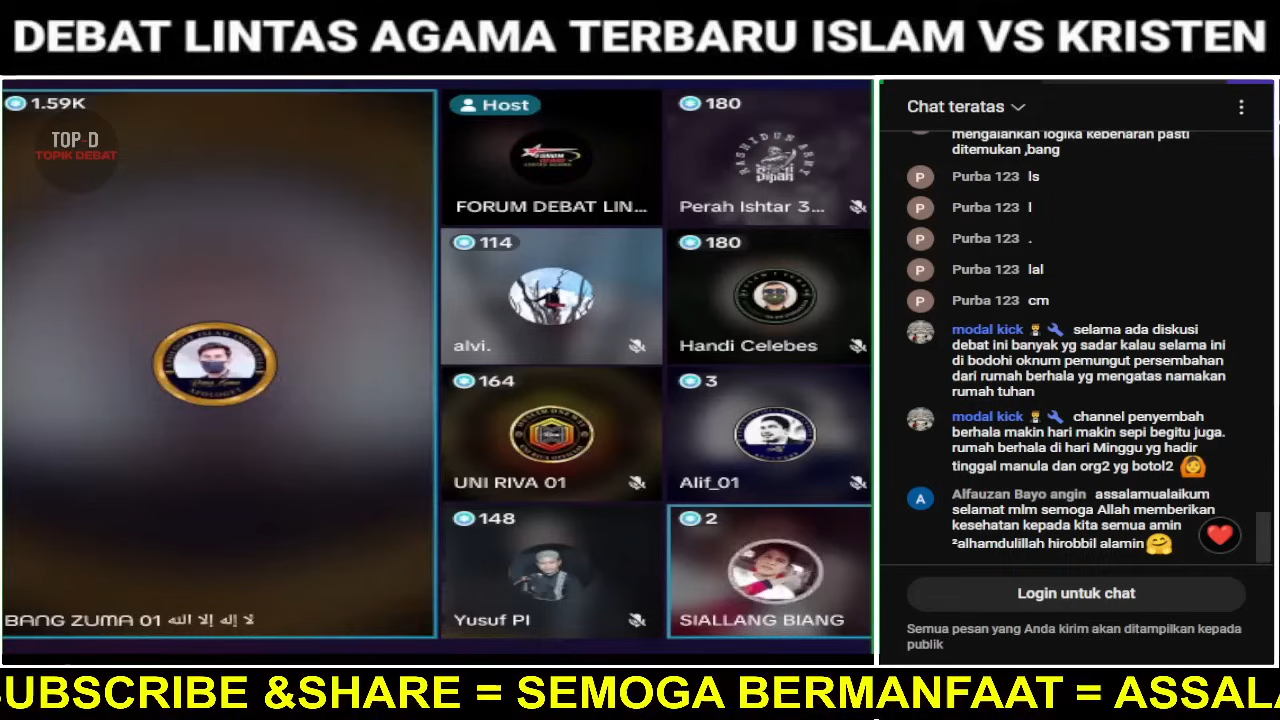 DEBAT LINTAS AGAMA TERBARU ISLAM VS KRISTEN
1.59K
TOP-D
TOPIK DEBAT
BANG ZUMA 01 لا إله إلا الله
Host
FORUM DEBAT LIN...
180
Perah Ishtar 3...
114
alvi.
180
Handi Celebes
164
UNI RIVA 01
3
Alif_01
148
Yusuf PI
2
SIALLANG BIANG
Chat teratas
mengalahkan logika kebenaran pasti
ditemukan ,bang
P Purba 123 ls
P Purba 123 l
P Purba 123 .
P Purba 123 lal
P Purba 123 cm
modal kick selama ada diskusi
debat ini banyak yg sadar kalau selama ini
di bodohi oknum pemungut persembahan
dari rumah berhala yg mengatas namakan
rumah tuhan
modal kick channel penyembah
berhala makin hari makin sepi begitu juga.
rumah berhala di hari Minggu yg hadir
tinggal manula dan org2 yg botol2 🙆
A Alfauzan Bayo angin assalamualaikum
selamat mlm semoga Allah memberikan
kesehatan kepada kita semua amin
²alhamdulillah hirobbil alamin🤗
Login untuk chat
Semua pesan yang Anda kirim akan ditampilkan kepada
publik
SUBSCRIBE &SHARE = SEMOGA BERMANFAAT = ASSALA